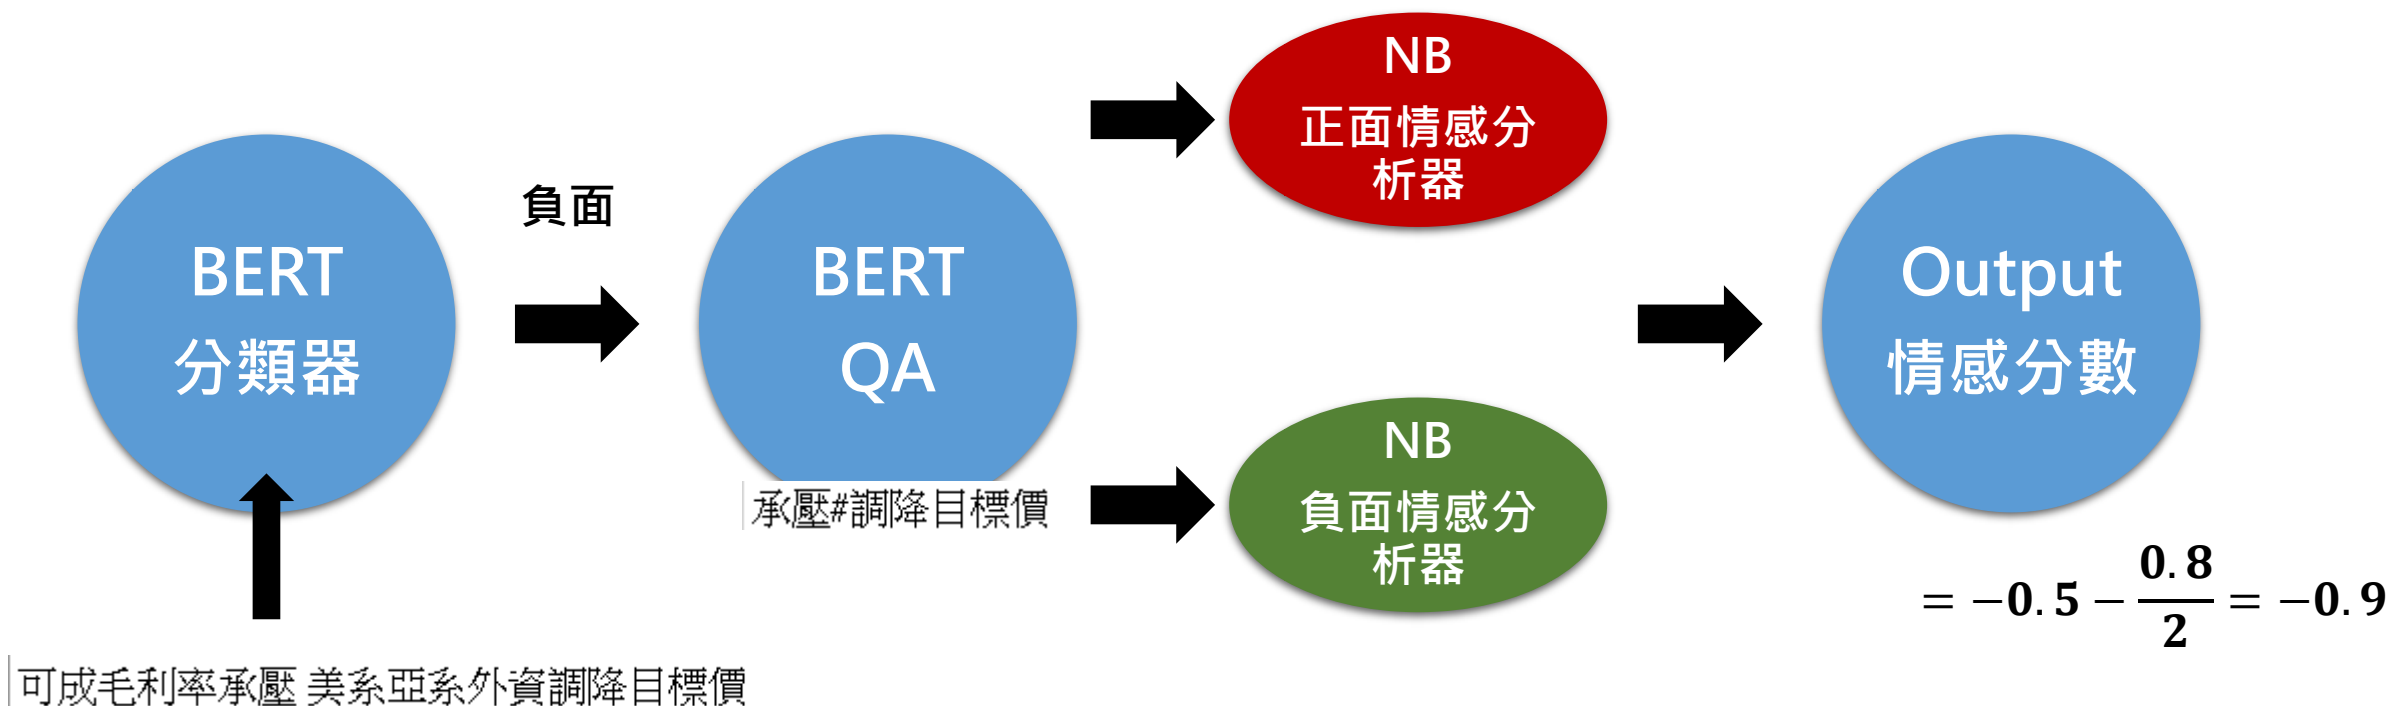 BERT
分類器
負面
BERT
QA
承壓#調降目標價
NB
正面情感分
析器
NB
負面情感分
析器
Output
情感分數
= −0.5 − 0.8/2 = −0.9
可成毛利率承壓 美系亞系外資調降目標價